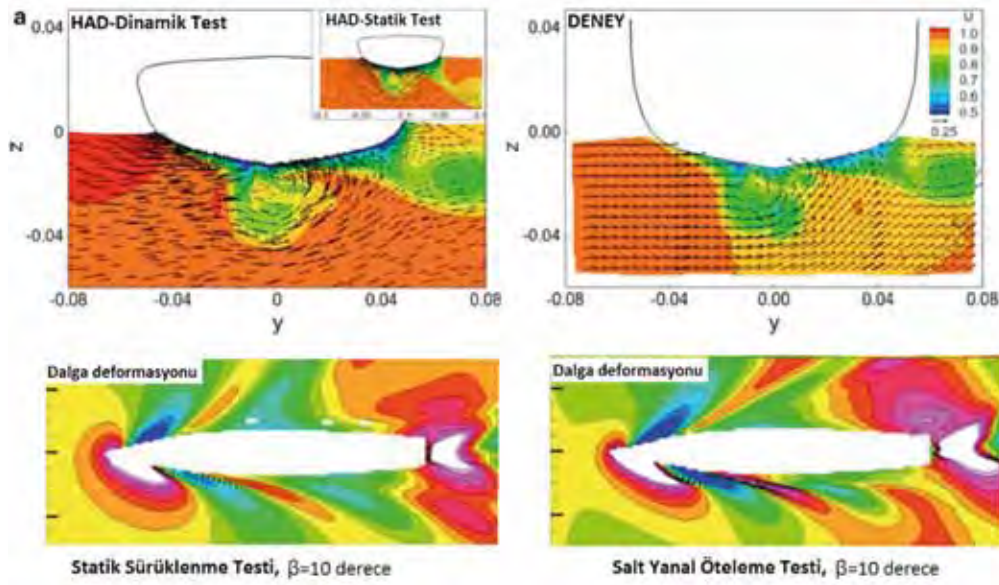 a
HAD-Dinamik Test
HAD-Statik Test
DENEY
U
1.0
0.9
0.8
0.7
0.6
0.5
0.25
0.04
0
-0.04
z
-0.08
-0.04
0
0.04
0.08
y
0.04
0.00
-0.04
z
-0.08
-0.04
0.00
0.04
0.08
y
Dalga deformasyonu
Dalga deformasyonu
Statik Sürüklenme Testi, β=10 derece
Salt Yanal Öteleme Testi, β=10 derece